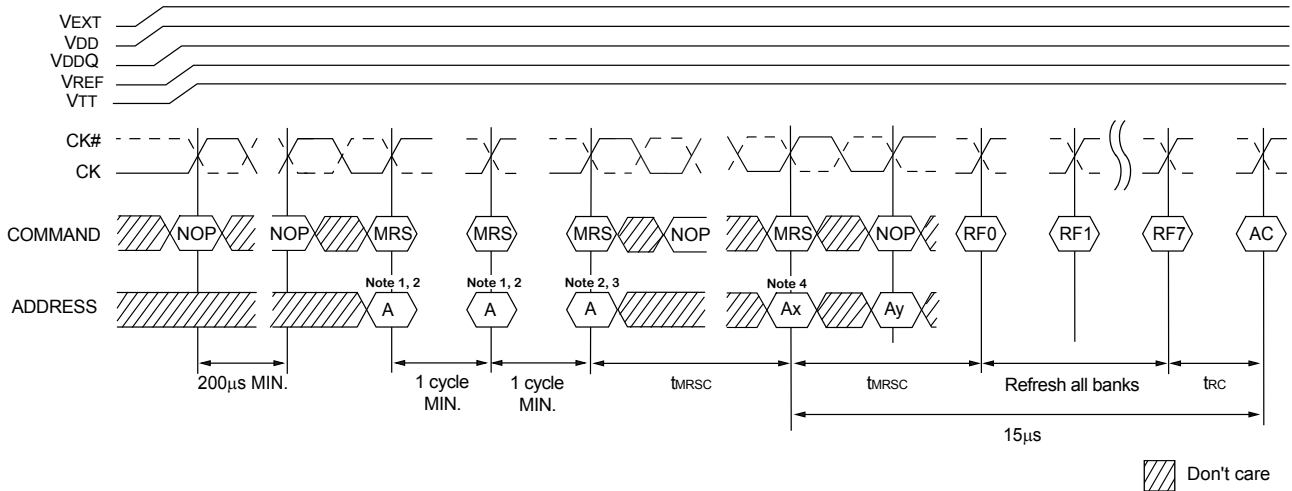 VEXT
VDD
VDDQ
VREF
VTT
CK#
CK
COMMAND NOP NOP MRS MRS MRS NOP MRS NOP RF0 RF1 RF7 AC
Note 1, 2 Note 1, 2 Note 2, 3 Note 4
ADDRESS A A A Ax Ay
200μs MIN. 1 cycle MIN. 1 cycle MIN. tMRSC tMRSC Refresh all banks tRC
15μs
Don't care